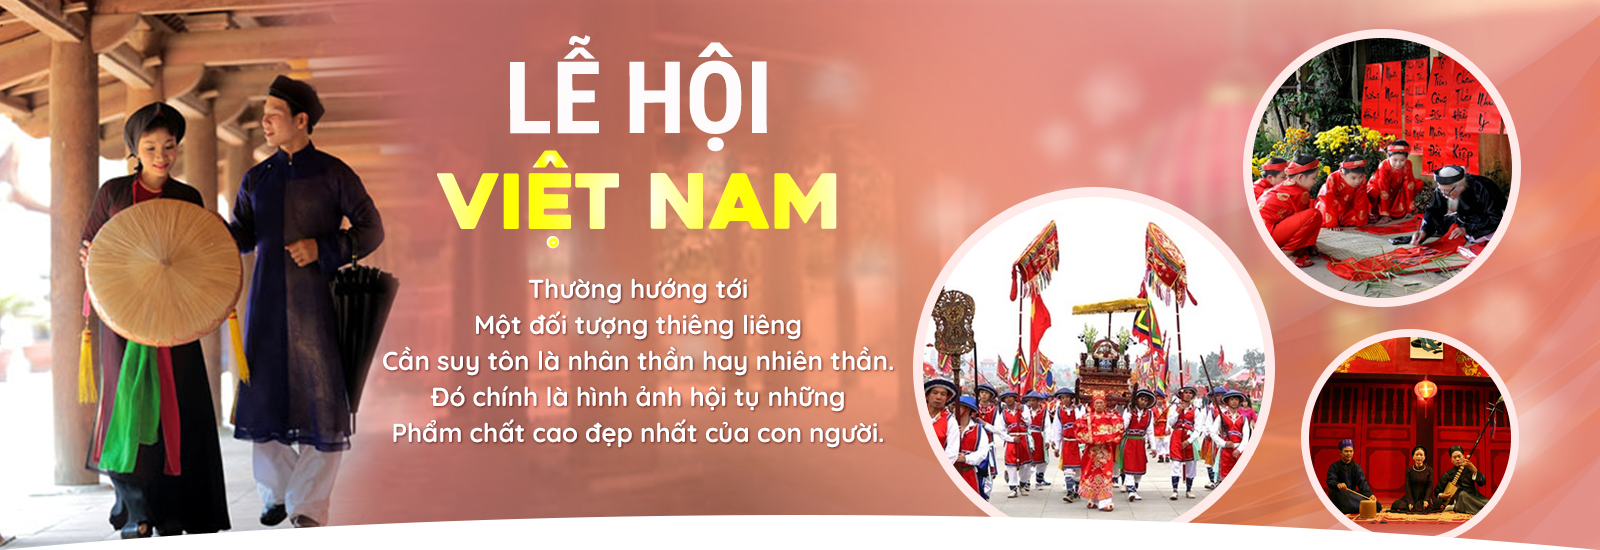 LỄ HỘI
VIỆT NAM
Thường hướng tới
Một đối tượng thiêng liêng
Cần suy tôn là nhân thần hay nhiên thần.
Đó chính là hình ảnh hội tụ những
Phẩm chất cao đẹp nhất của con người.